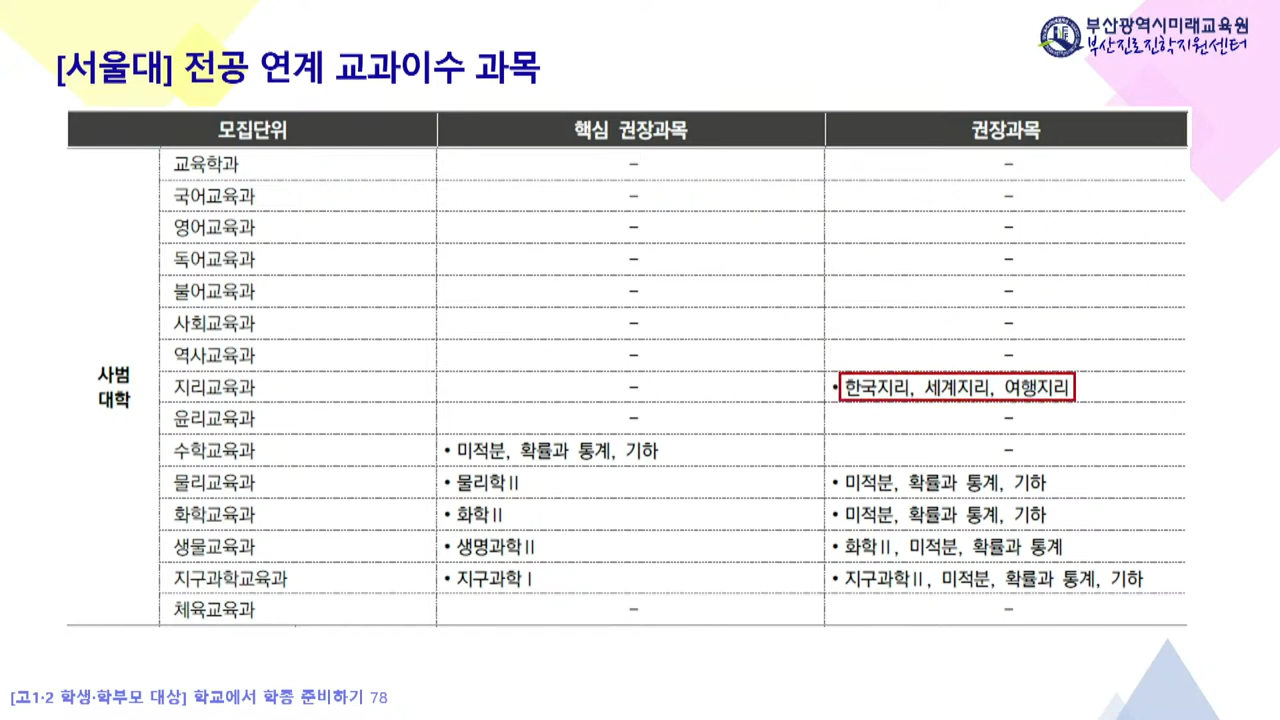 부산광역시미래교육원
부산진로진학지원센터
[서울대] 전공 연계 교과이수 과목
모집단위 핵심 권장과목 권장과목
사범
대학
교육학과 – –
국어교육과 – –
영어교육과 – –
독어교육과 – –
불어교육과 – –
사회교육과 – –
역사교육과 – –
지리교육과 – • 한국지리, 세계지리, 여행지리
윤리교육과 – –
수학교육과 • 미적분, 확률과 통계, 기하 –
물리교육과 • 물리학Ⅱ • 미적분, 확률과 통계, 기하
화학교육과 • 화학Ⅱ • 미적분, 확률과 통계, 기하
생물교육과 • 생명과학Ⅱ • 화학Ⅱ, 미적분, 확률과 통계
지구과학교육과 • 지구과학Ⅰ • 지구과학Ⅱ, 미적분, 확률과 통계, 기하
체육교육과 – –
[고1·2 학생·학부모 대상] 학교에서 학종 준비하기 78